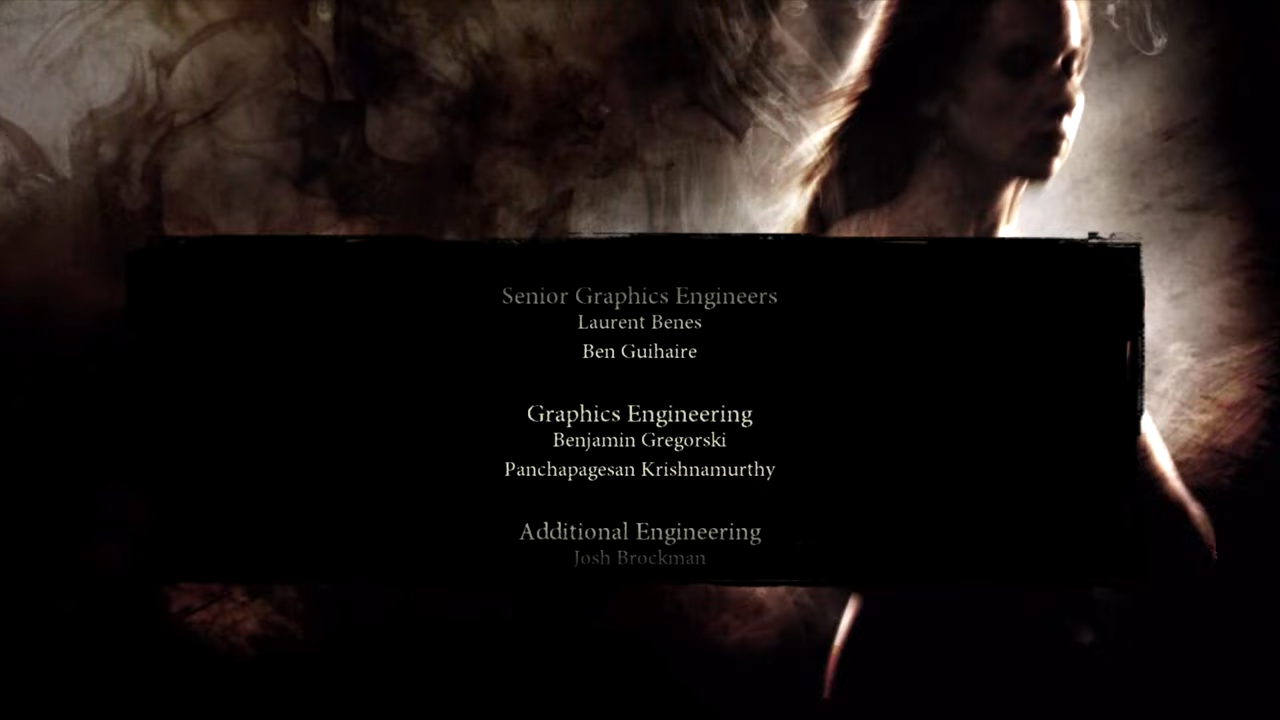 Senior Graphics Engineers
Laurent Benes
Ben Guihaire
Graphics Engineering
Benjamin Gregorski
Panchapagesan Krishnamurthy
Additional Engineering
Josh Brockman